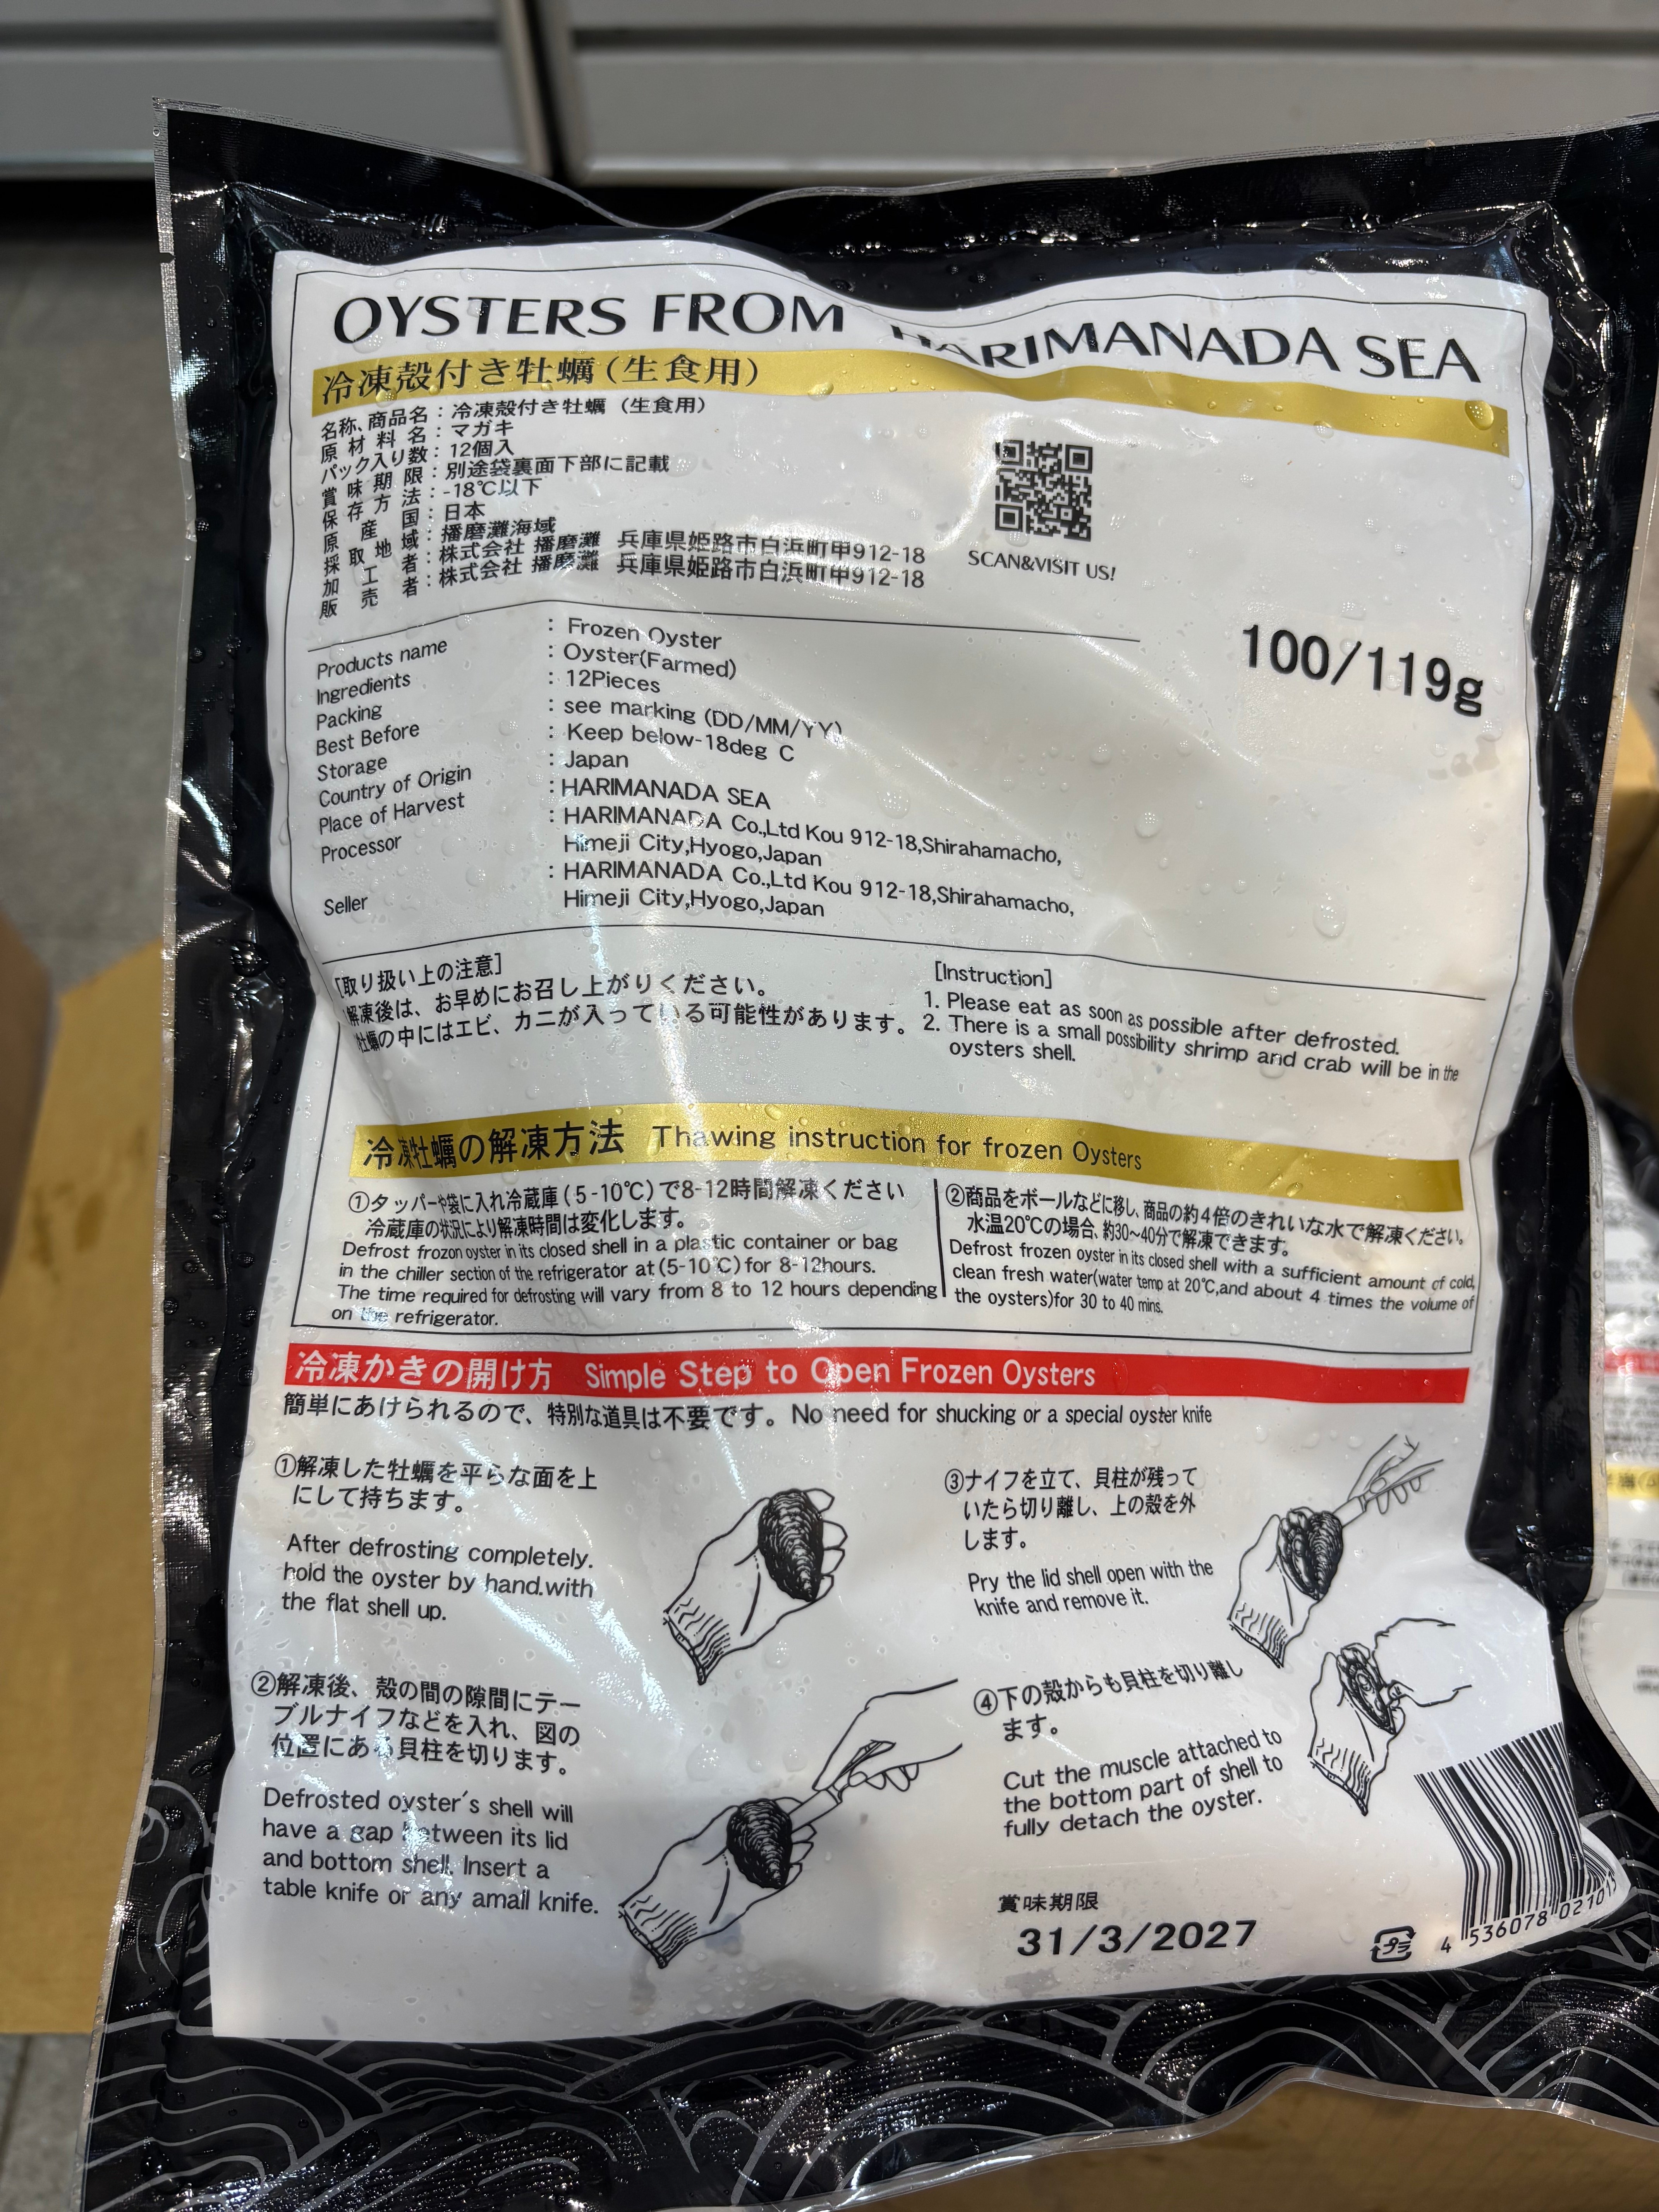 OYSTERS FROM HARIMANADA SEA
冷凍殻付き牡蠣(生食用)
名称、商品名:冷凍殻付き牡蠣 (生食用)
原材料名:マガキ
パック入り数:12個入
賞味期限:別途袋裏面下部に記載
保存方法:-18℃以下
原産国:日本
採取地域:播磨灘海域
加工者:株式会社 播磨灘 兵庫県姫路市白浜町甲912-18
販売者:株式会社 播磨灘 兵庫県姫路市白浜町甲912-18
SCAN&VISIT US!
100/119g
Products name : Frozen Oyster
Ingredients : Oyster(Farmed)
Packing : 12Pieces
Best Before : see marking (DD/MM/YY)
Storage : Keep below-18deg C
Country of Origin : Japan
Place of Harvest : HARIMANADA SEA
Processor : HARIMANADA Co.,Ltd Kou 912-18,Shirahamacho,
Himeji City,Hyogo,Japan
Seller : HARIMANADA Co.,Ltd Kou 912-18,Shirahamacho,
Himeji City,Hyogo,Japan
[取り扱い上の注意]
解凍後は、お早めにお召し上がりください。
牡蠣の中にはエビ、カニが入っている可能性があります。
[Instruction]
1. Please eat as soon as possible after defrosted.
2. There is a small possibility shrimp and crab will be in the
oysters shell.
冷凍牡蠣の解凍方法 Thawing instruction for frozen Oysters
①タッパーや袋に入れ冷蔵庫(5-10℃)で8-12時間解凍ください
冷蔵庫の状況により解凍時間は変化します。
Defrost frozon oyster in its closed shell in a plastic container or bag
in the chiller section of the refrigerator at(5-10℃)for 8-12hours.
The time required for defrosting will vary from 8 to 12 hours depending
on the refrigerator.
②商品をボールなどに移し、商品の約4倍のきれいな水で解凍ください。
水温20℃の場合、約30~40分で解凍できます。
Defrost frozen oyster in its closed shell with a sufficient amount of cold,
clean fresh water(water temp at 20℃,and about 4 times the volume of
the oysters)for 30 to 40 mins.
冷凍かきの開け方 Simple Step to Open Frozen Oysters
簡単にあけられるので、特別な道具は不要です。No need for shucking or a special oyster knife
①解凍した牡蠣を平らな面を上
にして持ちます。
After defrosting completely.
hold the oyster by hand.with
the flat shell up.
②解凍後、殻の間の隙間にテー
ブルナイフなどを入れ、図の
位置にある貝柱を切ります。
Defrosted oyster's shell will
have a gap between its lid
and bottom shell. Insert a
table knife or any amall knife.
③ナイフを立て、貝柱が残って
いたら切り離し、上の殻を外
します。
Pry the lid shell open with the
knife and remove it.
④下の殻からも貝柱を切り離し
ます。
Cut the muscle attached to
the bottom part of shell to
fully detach the oyster.
賞味期限
31/3/2027
プラ
4 536078 02101